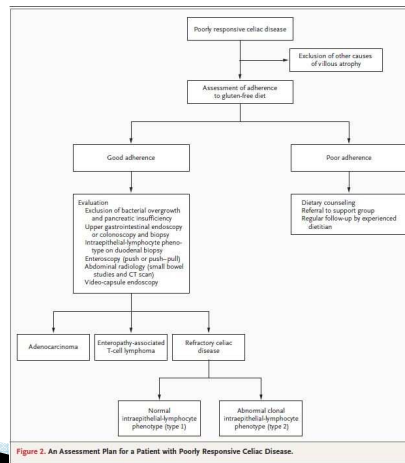 Poorly responsive celiac disease
Exclusion of other causes
of villous atrophy
Assessment of adherence
to gluten-free diet
Good adherence
Poor adherence
Evaluation
Exclusion of bacterial overgrowth
and pancreatic insufficiency
Upper gastrointestinal endoscopy
or colonoscopy and biopsy
Intraepithelial-lymphocyte pheno-
type on duodenal biopsy
Enteroscopy (push or push–pull)
Abdominal radiology (small bowel
studies and CT scan)
Video-capsule endoscopy
Dietary counseling
Referral to support group
Regular follow-up by experienced
dietitian
Adenocarcinoma
Enteropathy-associated
T-cell lymphoma
Refractory celiac
disease
Normal
intraepithelial-lymphocyte
phenotype (type 1)
Abnormal clonal
intraepithelial-lymphocyte
phenotype (type 2)
Figure 2. An Assessment Plan for a Patient with Poorly Responsive Celiac Disease.